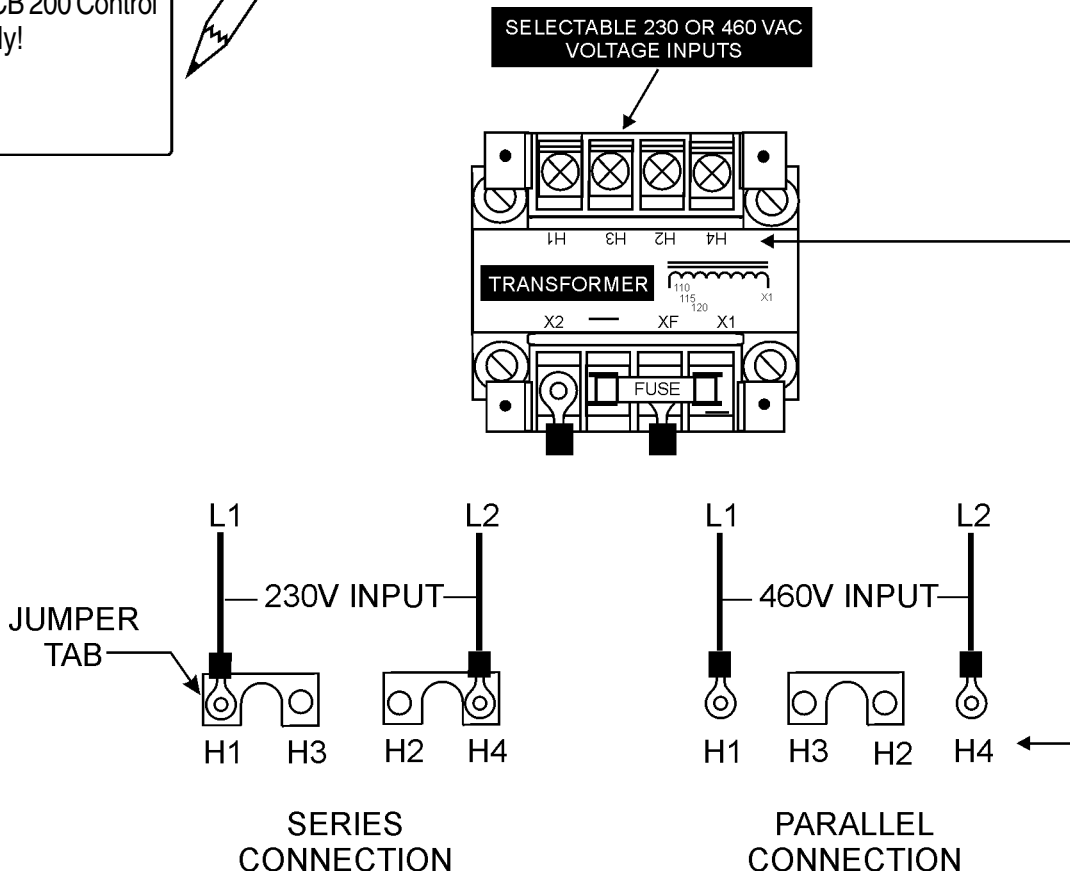 CB 200 Control
ly!
SELECTABLE 230 OR 460 VAC
VOLTAGE INPUTS
H1 H3 H2 H4
TRANSFORMER
110
115
120
X1
X2 — XF X1
FUSE
L1 L2
230V INPUT
JUMPER
TAB
H1 H3 H2 H4
SERIES
CONNECTION
L1 L2
460V INPUT
H1 H3 H2 H4
PARALLEL
CONNECTION